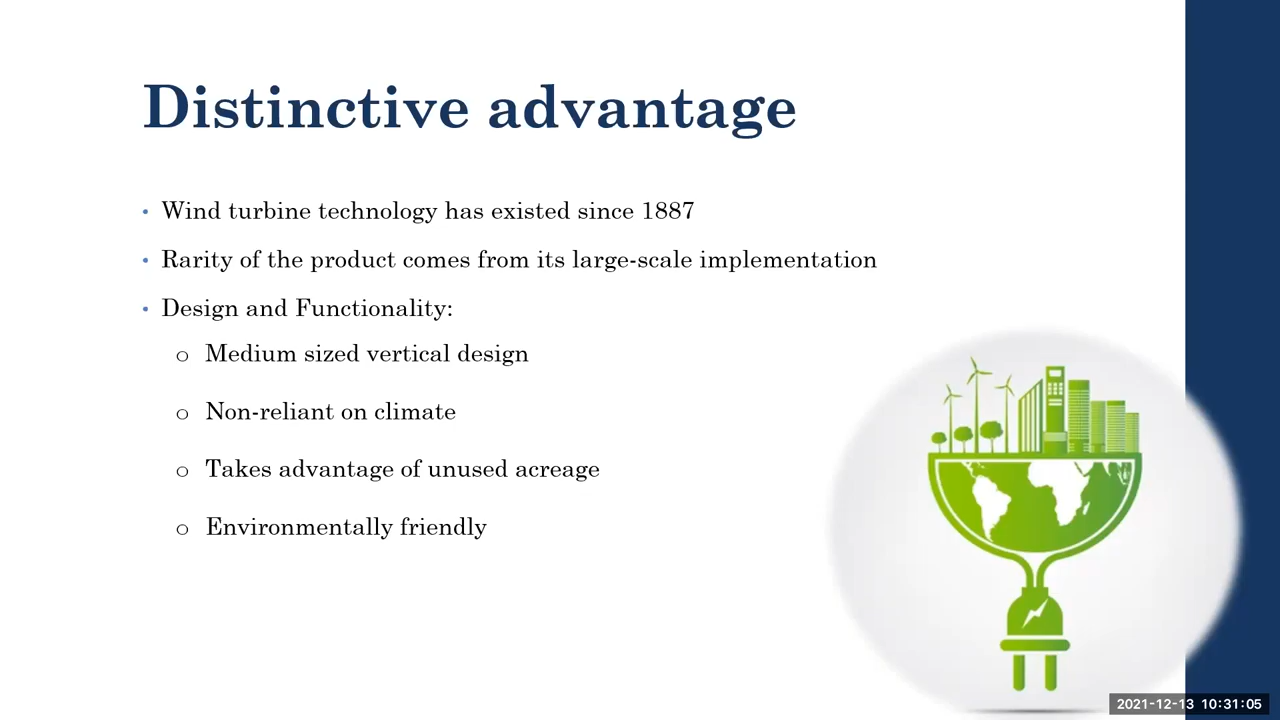 Distinctive advantage
• Wind turbine technology has existed since 1887
• Rarity of the product comes from its large-scale implementation
• Design and Functionality:
o Medium sized vertical design
o Non-reliant on climate
o Takes advantage of unused acreage
o Environmentally friendly
2021-12-13 10:31:05